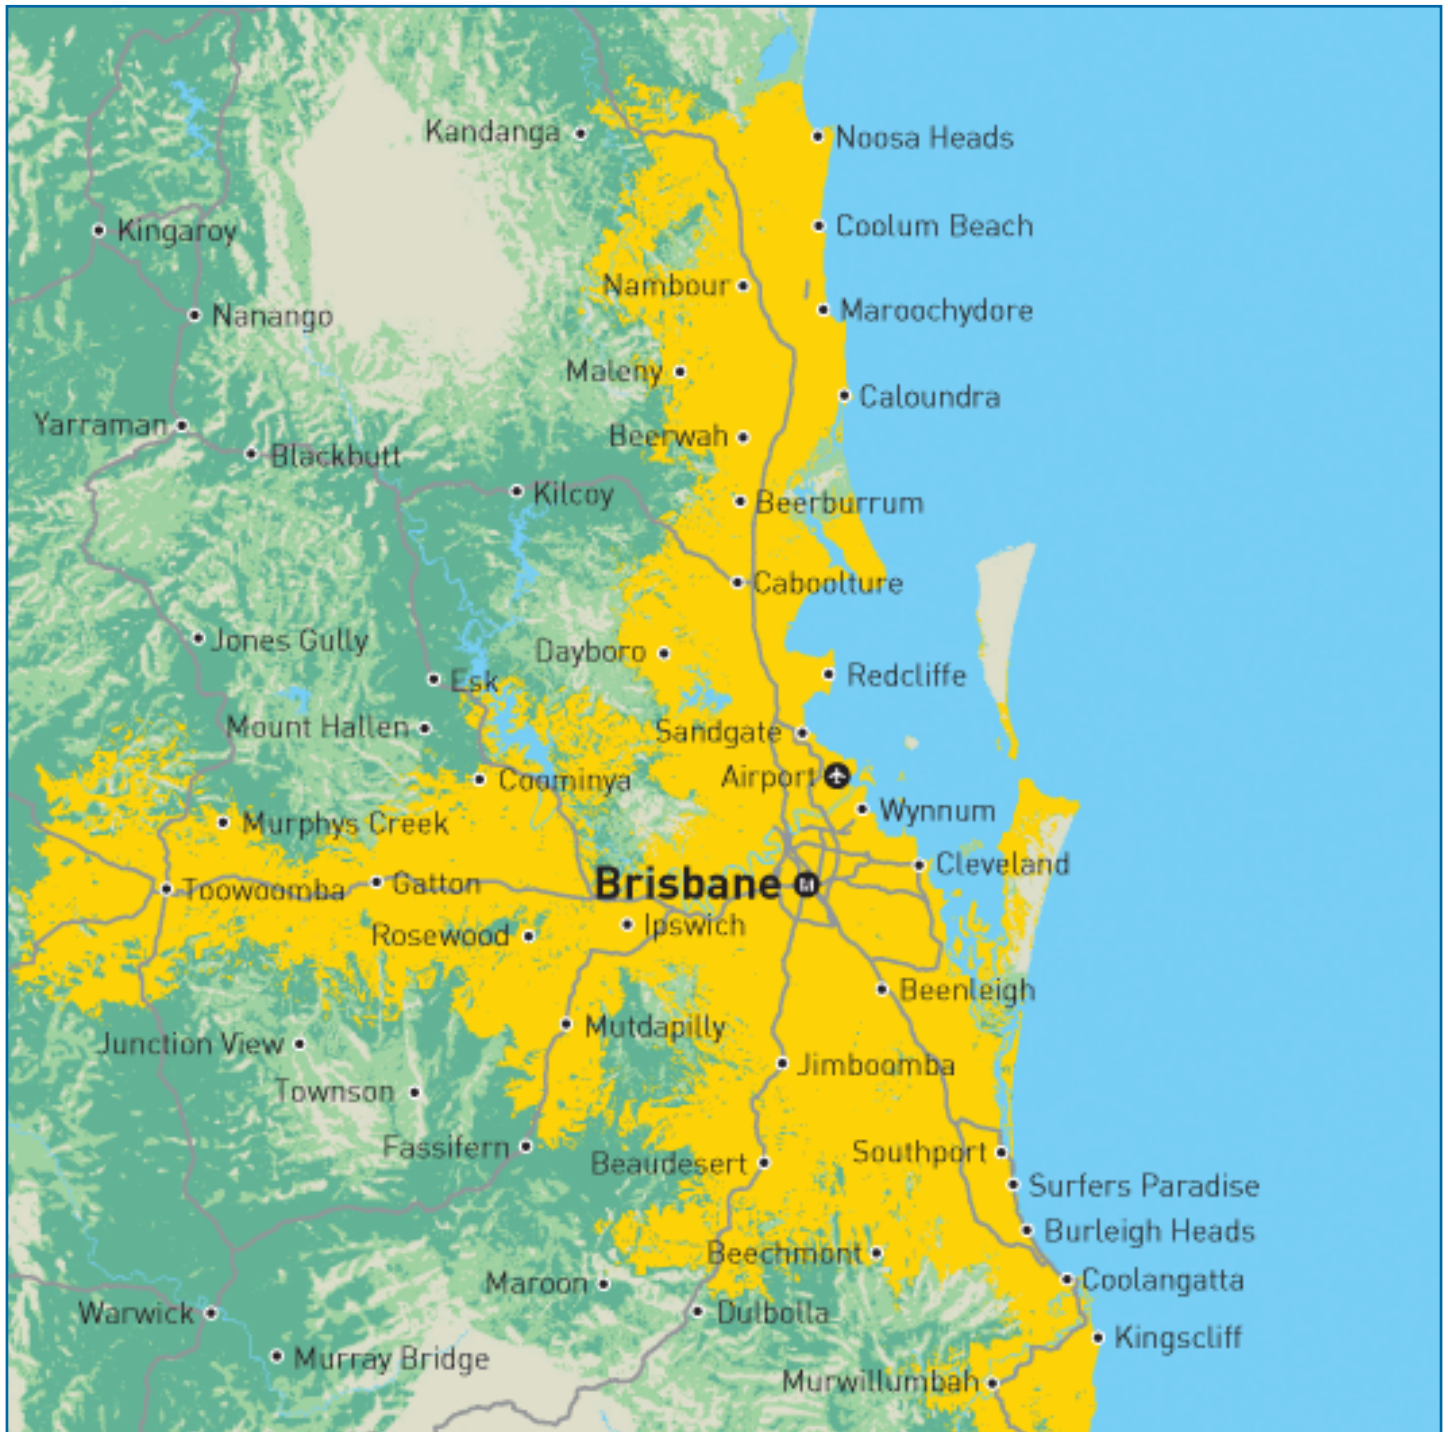 Kandanga
Noosa Heads
Kingaroy
Coolum Beach
Nambour
Nanango
Maroochydore
Maleny
Caloundra
Yarraman
Beerwah
Blackbutt
Kilcoy
Beerburrum
Caboolture
Jones Gully
Dayboro
Esk
Redcliffe
Mount Hallen
Sandgate
Airport
Coominya
Wynnum
Murphys Creek
Cleveland
Toowoomba
Gatton
Brisbane
Ipswich
Rosewood
Beenleigh
Mutdapilly
Junction View
Jimboomba
Townson
Fassifern
Southport
Beaudesert
Surfers Paradise
Burleigh Heads
Beechmont
Coolangatta
Maroon
Warwick
Dulbolla
Kingscliff
Murray Bridge
Murwillumbah